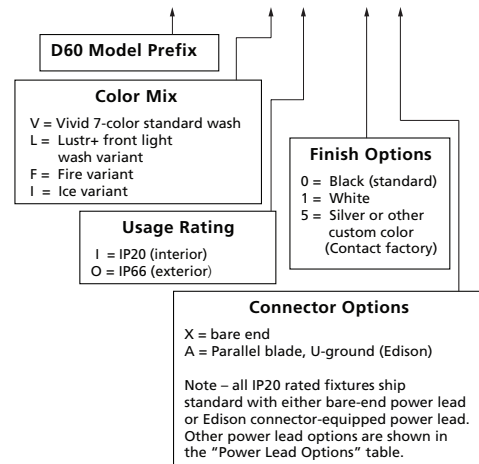 D60 Model Prefix
Color Mix
V = Vivid 7-color standard wash
L = Lustr+ front light
wash variant
F = Fire variant
I = Ice variant
Usage Rating
I = IP20 (interior)
O = IP66 (exterior)
Finish Options
0 = Black (standard)
1 = White
5 = Silver or other
custom color
(Contact factory)
Connector Options
X = bare end
A = Parallel blade, U-ground (Edison)
Note – all IP20 rated fixtures ship
standard with either bare-end power lead
or Edison connector-equipped power lead.
Other power lead options are shown in
the “Power Lead Options” table.